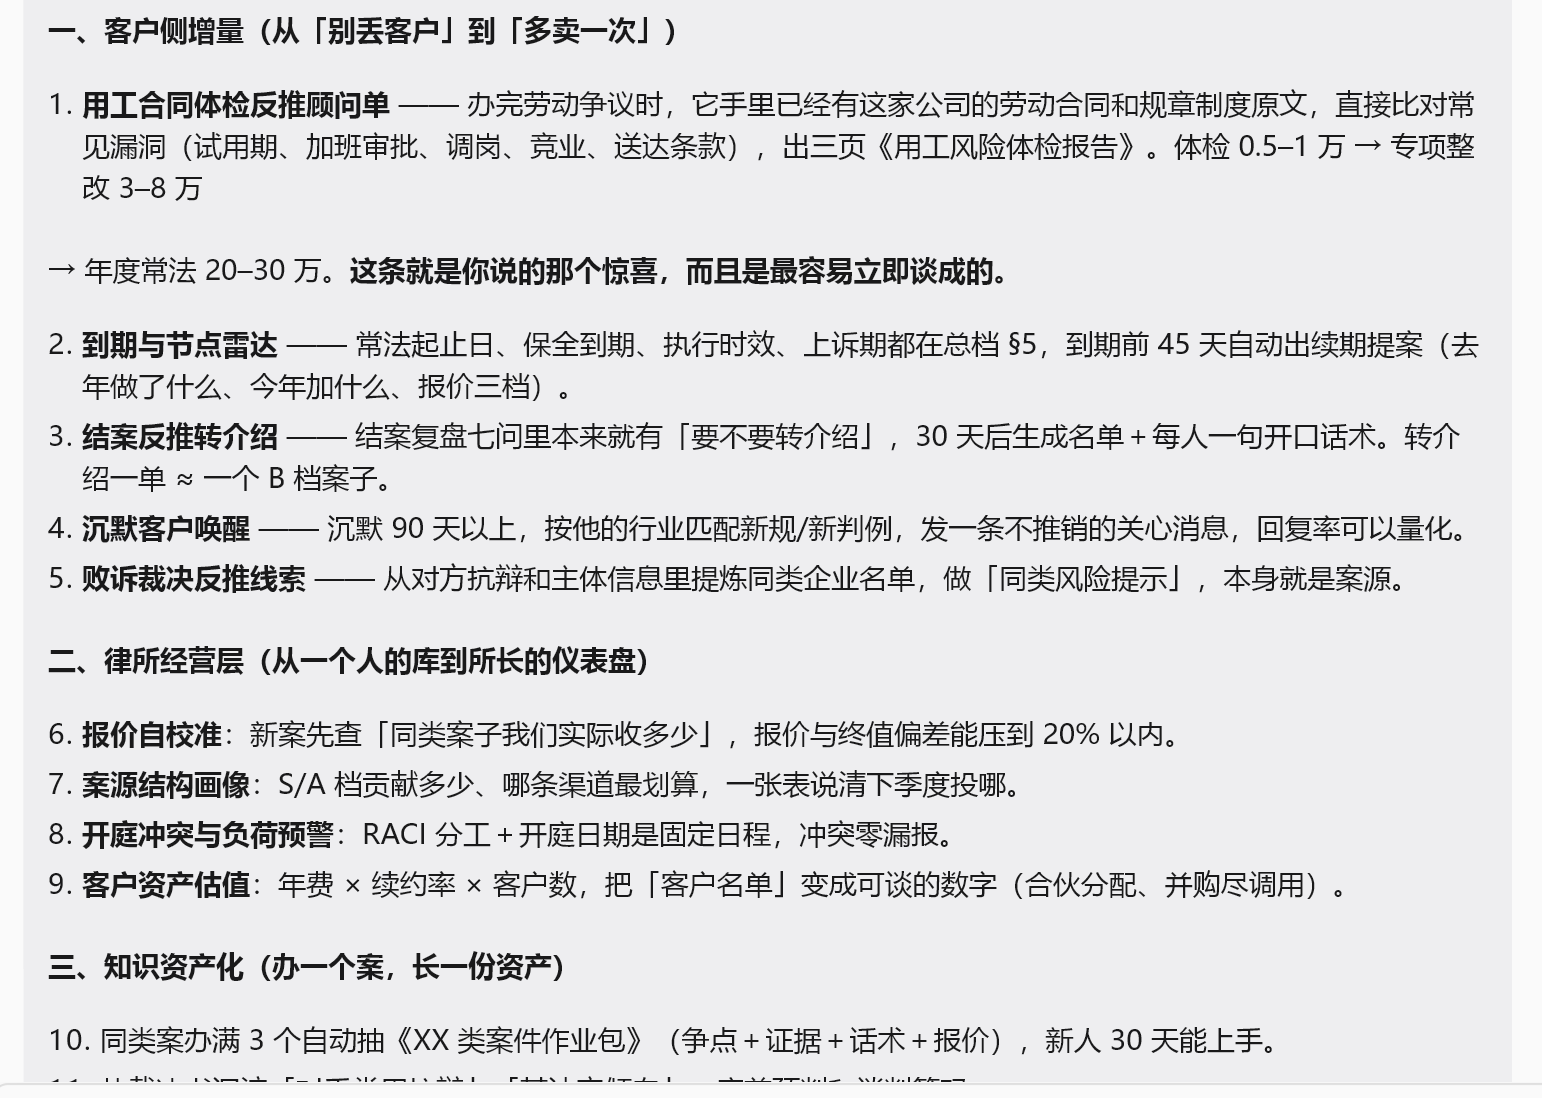 一、客户侧增量（从「别丢客户」到「多卖一次」）
1. 用工合同体检反推顾问单 —— 办完劳动争议时，它手里已经有这家公司的劳动合同和规章制度原文，直接比对常
见漏洞（试用期、加班审批、调岗、竞业、送达条款），出三页《用工风险体检报告》。体检 0.5–1 万 → 专项整
改 3–8 万
→ 年度常法 20–30 万。这条就是你说的那个惊喜，而且是最容易立即谈成的。
2. 到期与节点雷达 —— 常法起止日、保全到期、执行时效、上诉期都在总档 §5，到期前 45 天自动出续期提案（去
年做了什么、今年加什么、报价三档）。
3. 结案反推转介绍 —— 结案复盘七问里本来就有「要不要转介绍」，30 天后生成名单＋每人一句开口话术。转介
绍一单 ≈ 一个 B 档案子。
4. 沉默客户唤醒 —— 沉默 90 天以上，按他的行业匹配新规/新判例，发一条不推销的关心消息，回复率可以量化。
5. 败诉裁决反推线索 —— 从对方抗辩和主体信息里提炼同类企业名单，做「同类风险提示」，本身就是案源。
二、律所经营层（从一个人的库到所长的仪表盘）
6. 报价自校准：新案先查「同类案子我们实际收多少」，报价与终值偏差能压到 20% 以内。
7. 案源结构画像：S/A 档贡献多少、哪条渠道最划算，一张表说清下季度投哪。
8. 开庭冲突与负荷预警：RACI 分工＋开庭日期是固定日程，冲突零漏报。
9. 客户资产估值：年费 × 续约率 × 客户数，把「客户名单」变成可谈的数字（合伙分配、并购尽调用）。
三、知识资产化（办一个案，长一份资产）
10. 同类案办满 3 个自动抽《XX 类案件作业包》（争点＋证据＋话术＋报价），新人 30 天能上手。